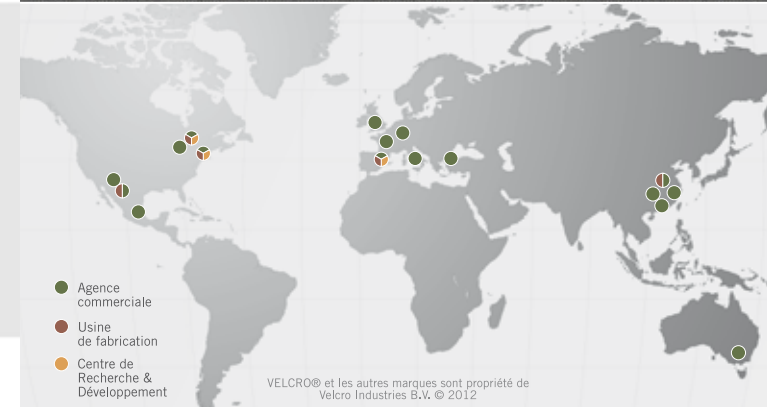 Agence
commerciale
Usine
de fabrication
Centre de
Recherche &
Développement
VELCRO® et les autres marques sont propriété de
Velcro Industries B.V. © 2012